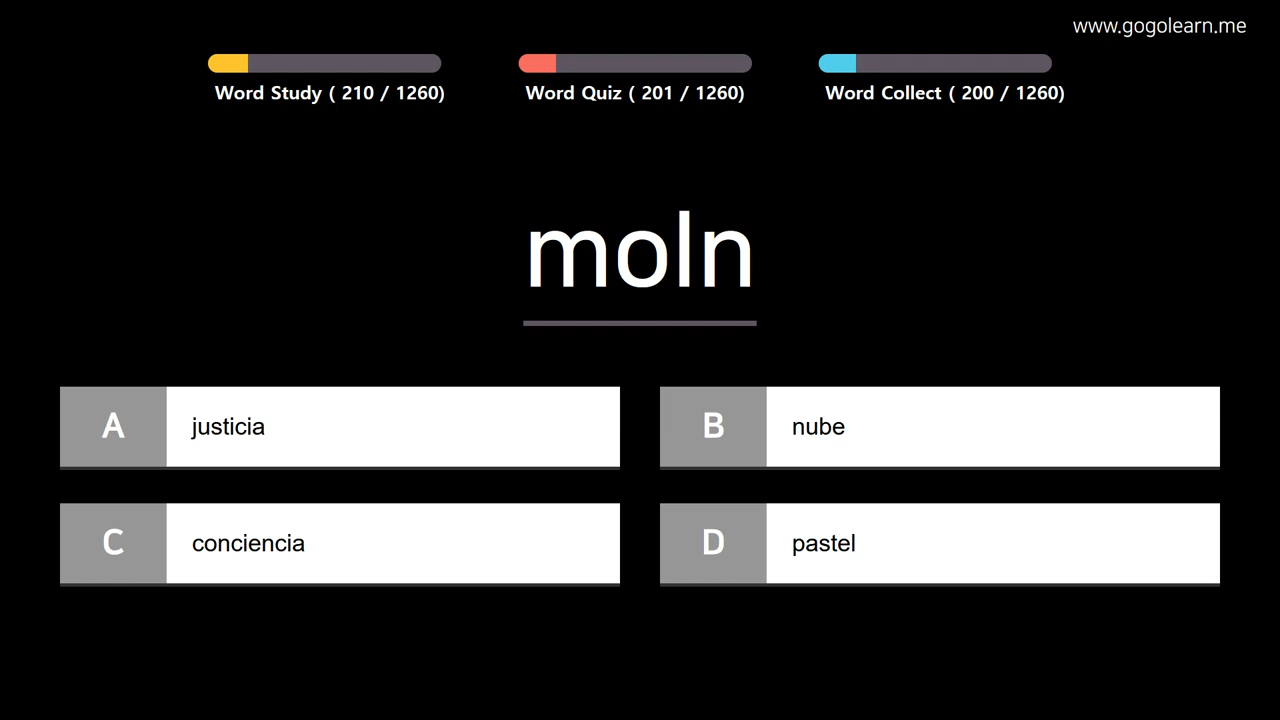 www.gogolearn.me
Word Study ( 210 / 1260)
Word Quiz ( 201 / 1260)
Word Collect ( 200 / 1260)
moln
A justicia
B nube
C conciencia
D pastel